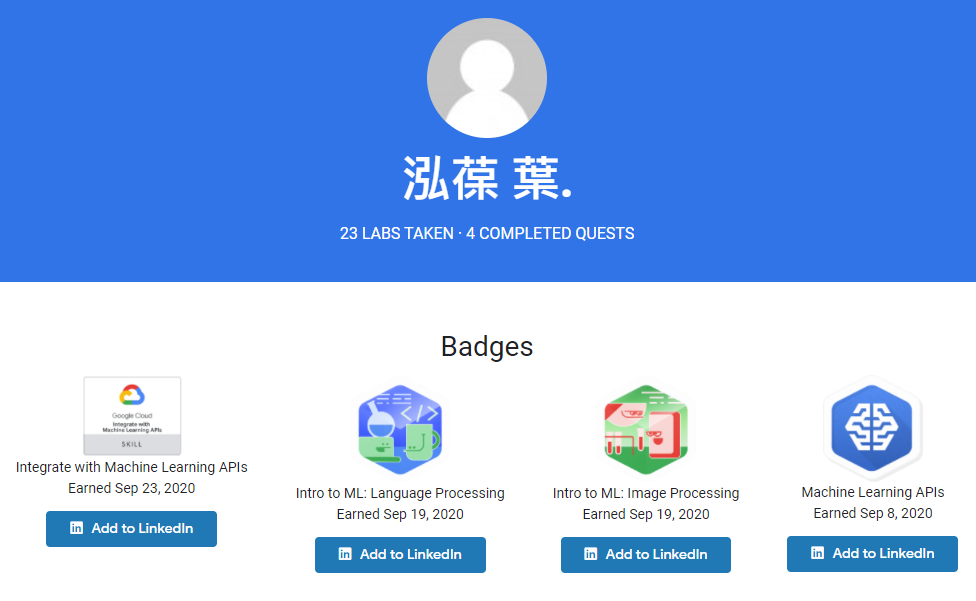 泓葆 葉.
23 LABS TAKEN · 4 COMPLETED QUESTS
Badges
Google Cloud
Integrate with
Machine Learning APIs
SKILL
Integrate with Machine Learning APIs
Earned Sep 23, 2020
Add to LinkedIn
Intro to ML: Language Processing
Earned Sep 19, 2020
Add to LinkedIn
Intro to ML: Image Processing
Earned Sep 19, 2020
Add to LinkedIn
Machine Learning APIs
Earned Sep 8, 2020
Add to LinkedIn